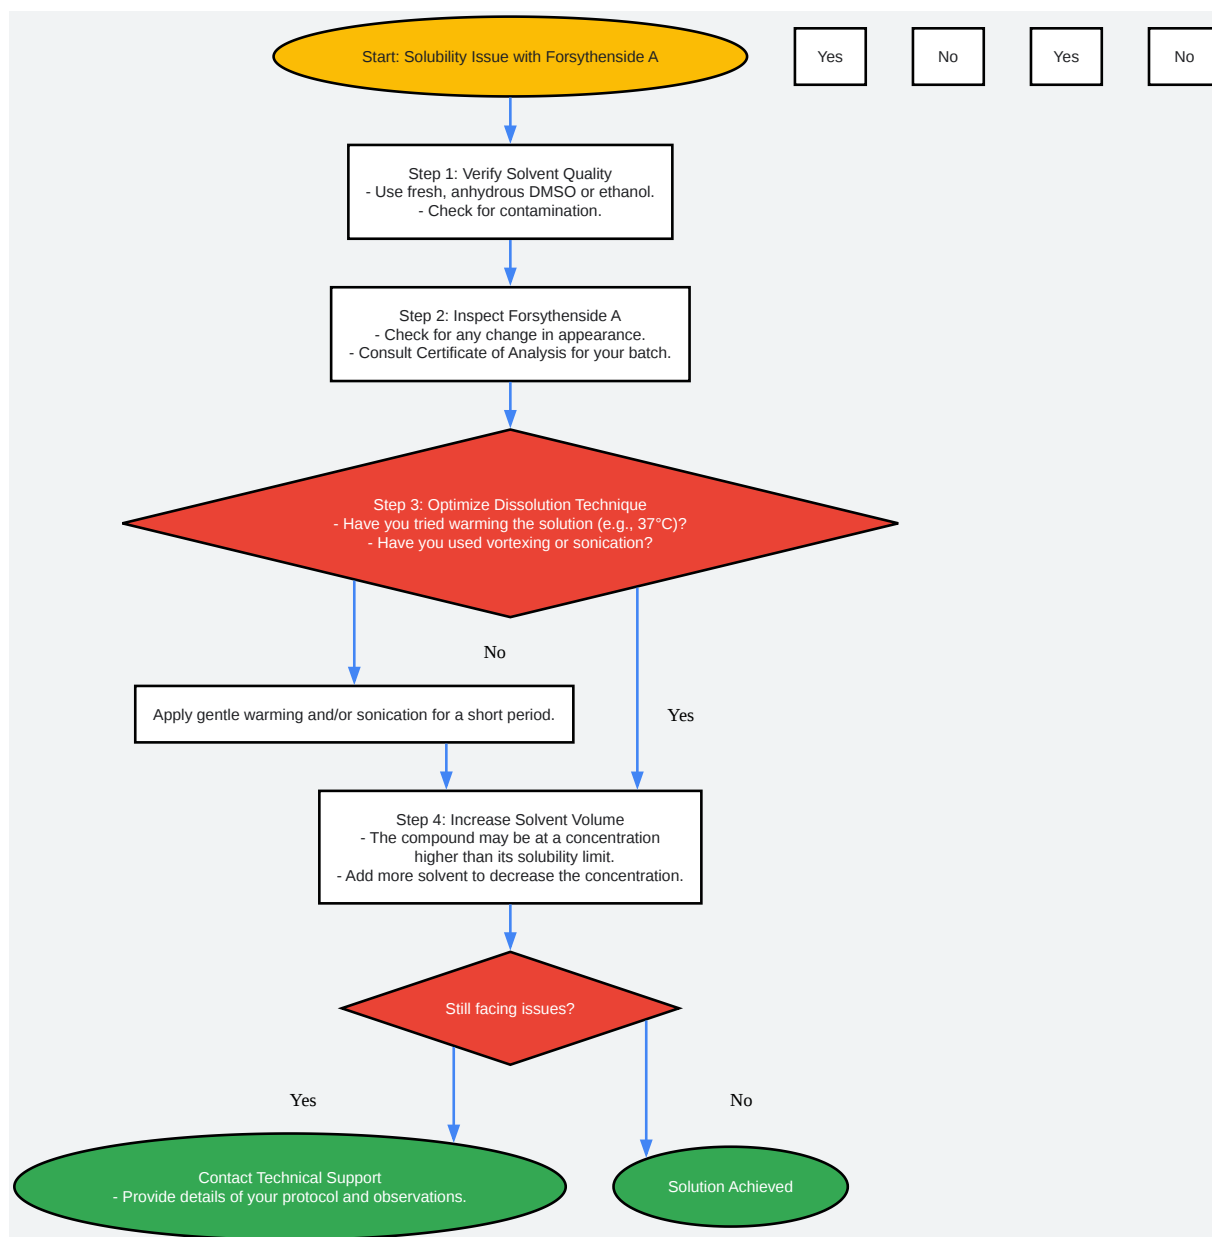 Start: Solubility Issue with Forsythenside A
Yes
No
Yes
No
Step 1: Verify Solvent Quality
- Use fresh, anhydrous DMSO or ethanol.
- Check for contamination.
Step 2: Inspect Forsythenside A
- Check for any change in appearance.
- Consult Certificate of Analysis for your batch.
Step 3: Optimize Dissolution Technique
- Have you tried warming the solution (e.g., 37°C)?
- Have you used vortexing or sonication?
No
Apply gentle warming and/or sonication for a short period.
Yes
Step 4: Increase Solvent Volume
- The compound may be at a concentration
higher than its solubility limit.
- Add more solvent to decrease the concentration.
Still facing issues?
Yes
No
Contact Technical Support
- Provide details of your protocol and observations.
Solution Achieved